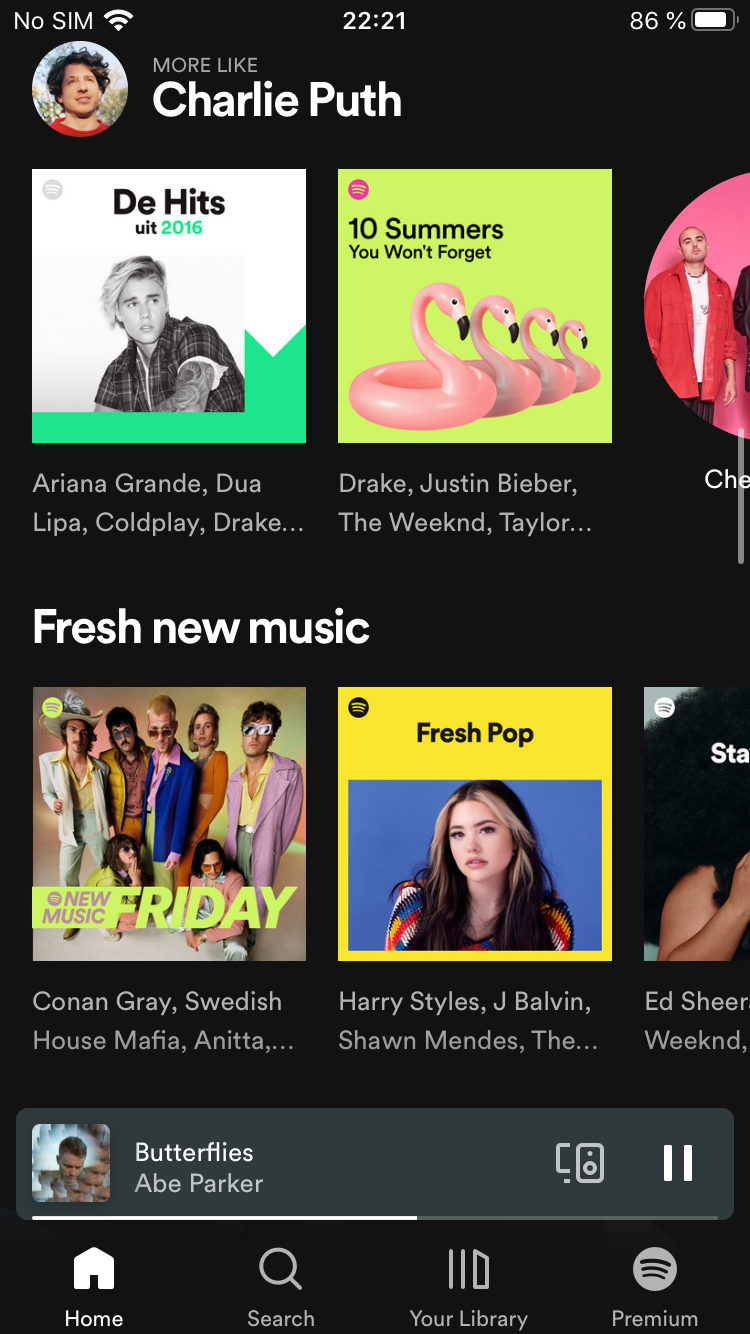 No SIM 22:21 86 %
MORE LIKE
Charlie Puth
De Hits
uit 2016
10 Summers
You Won't Forget
Ariana Grande, Dua
Lipa, Coldplay, Drake...
Drake, Justin Bieber,
The Weeknd, Taylor...
Che
Fresh new music
NEW
MUSIC
FRIDAY
Fresh Pop
Sta
Conan Gray, Swedish
House Mafia, Anitta,...
Harry Styles, J Balvin,
Shawn Mendes, The...
Ed Sheer
Weeknd,
Butterflies
Abe Parker
Home Search Your Library Premium